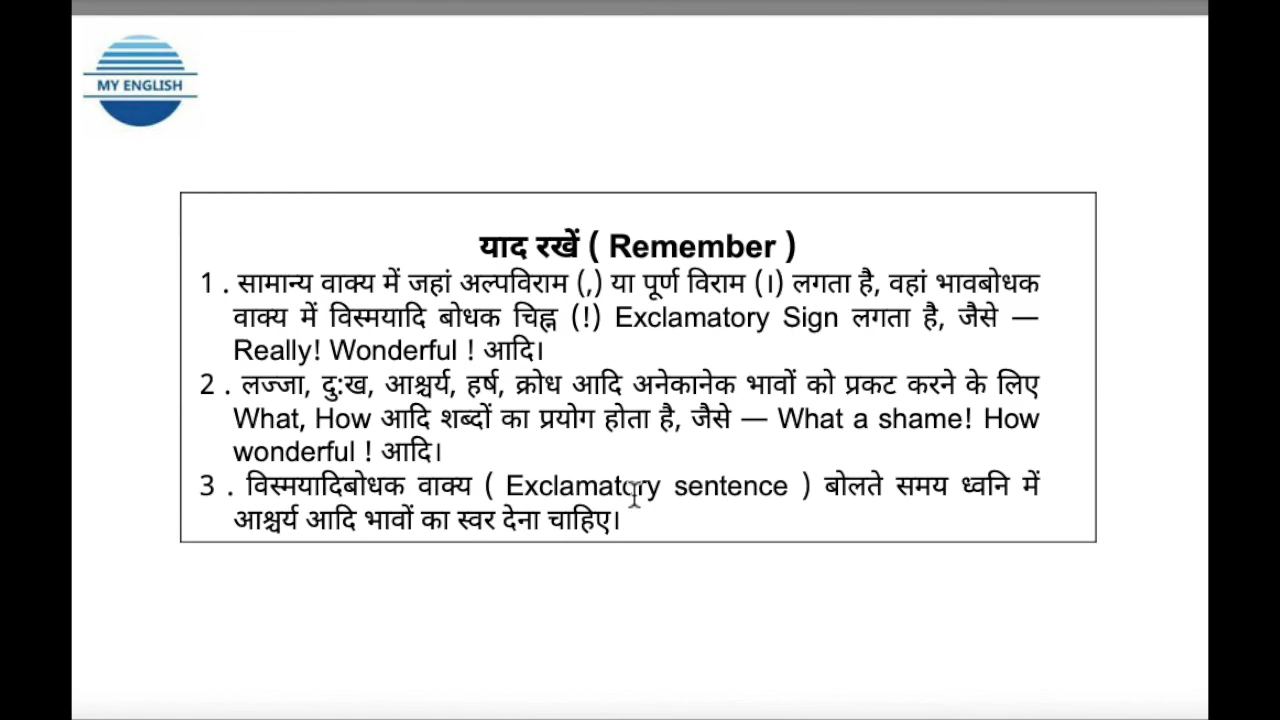 MY ENGLISH
याद रखें ( Remember )
1 . सामान्य वाक्य में जहां अल्पविराम (,) या पूर्ण विराम (।) लगता है, वहां भावबोधक
वाक्य में विस्मयादि बोधक चिह्न (!) Exclamatory Sign लगता है, जैसे —
Really! Wonderful ! आदि।
2 . लज्जा, दु:ख, आश्चर्य, हर्ष, क्रोध आदि अनेकानेक भावों को प्रकट करने के लिए
What, How आदि शब्दों का प्रयोग होता है, जैसे — What a shame! How
wonderful ! आदि।
3 . विस्मयादिबोधक वाक्य ( Exclamatory sentence ) बोलते समय ध्वनि में
आश्चर्य आदि भावों का स्वर देना चाहिए।